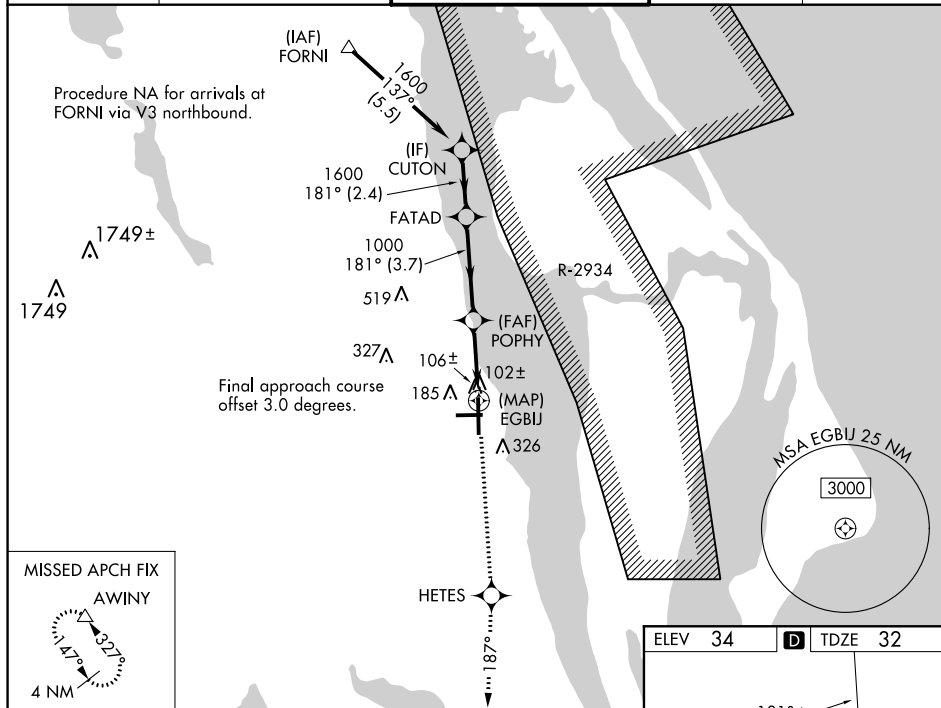 (IAF)
FORNI
1600
137°
(5.5)
Procedure NA for arrivals at
FORNI via V3 northbound.
(IF)
CUTON
1600
181° (2.4)
FATAD
1749±
1000
181° (3.7)
R-2934
1749
519
(FAF)
POPHY
327
106±
102±
Final approach course
offset 3.0 degrees.
185
(MAP)
EGBIJ
326
MSA EGBIJ 25 NM
3000
MISSED APCH FIX
AWINY
147°
327°
4 NM
HETES
187°
ELEV 34 D TDZE 32